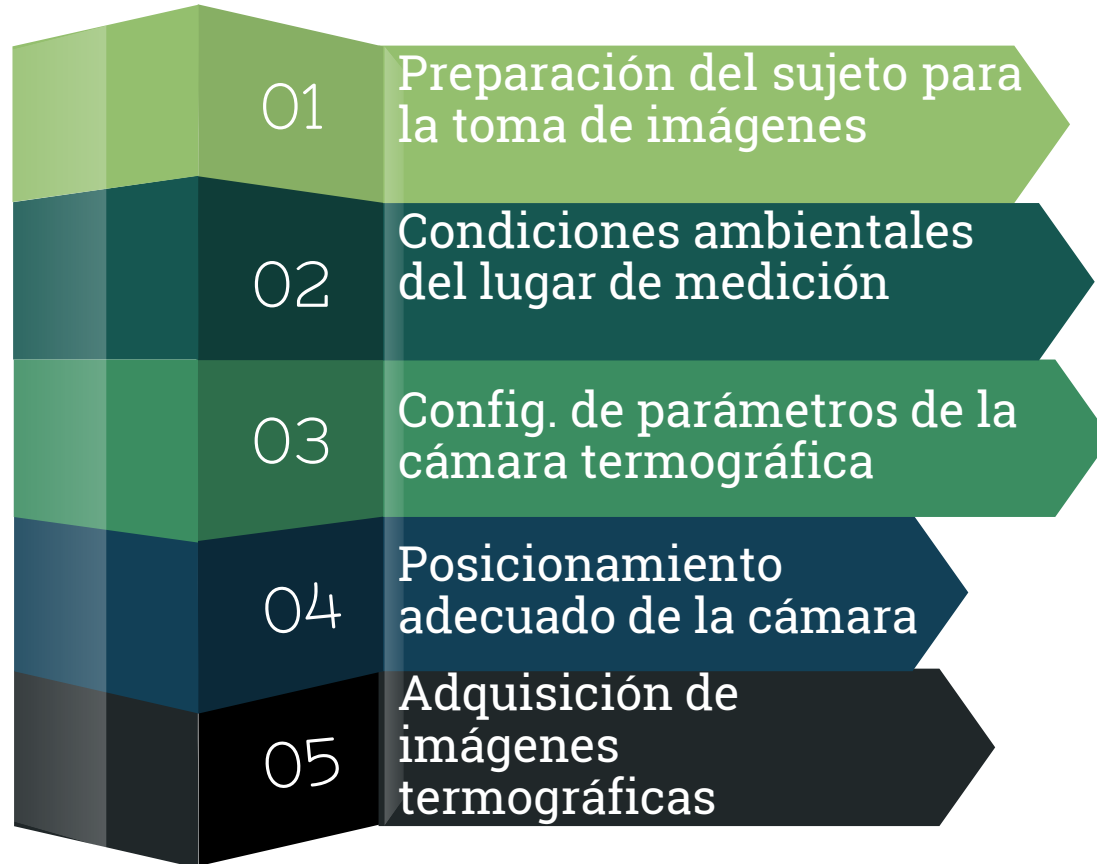 01
Preparación del sujeto para
la toma de imágenes
02
Condiciones ambientales
del lugar de medición
03
Config. de parámetros de la
cámara termográfica
04
Posicionamiento
adecuado de la cámara
05
Adquisición de
imágenes
termográficas